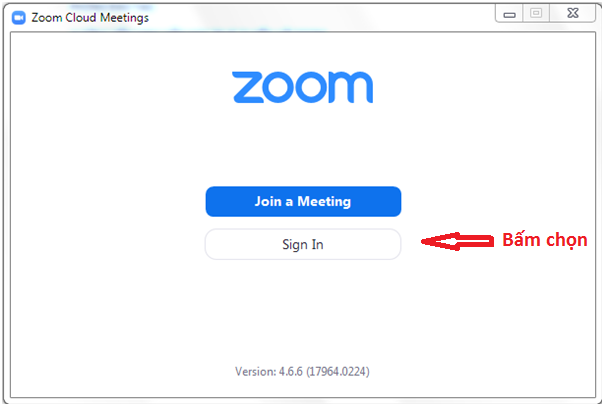 Zoom Cloud Meetings
zoom
Join a Meeting
Sign In
Bấm chọn
Version: 4.6.6 (17964.0224)